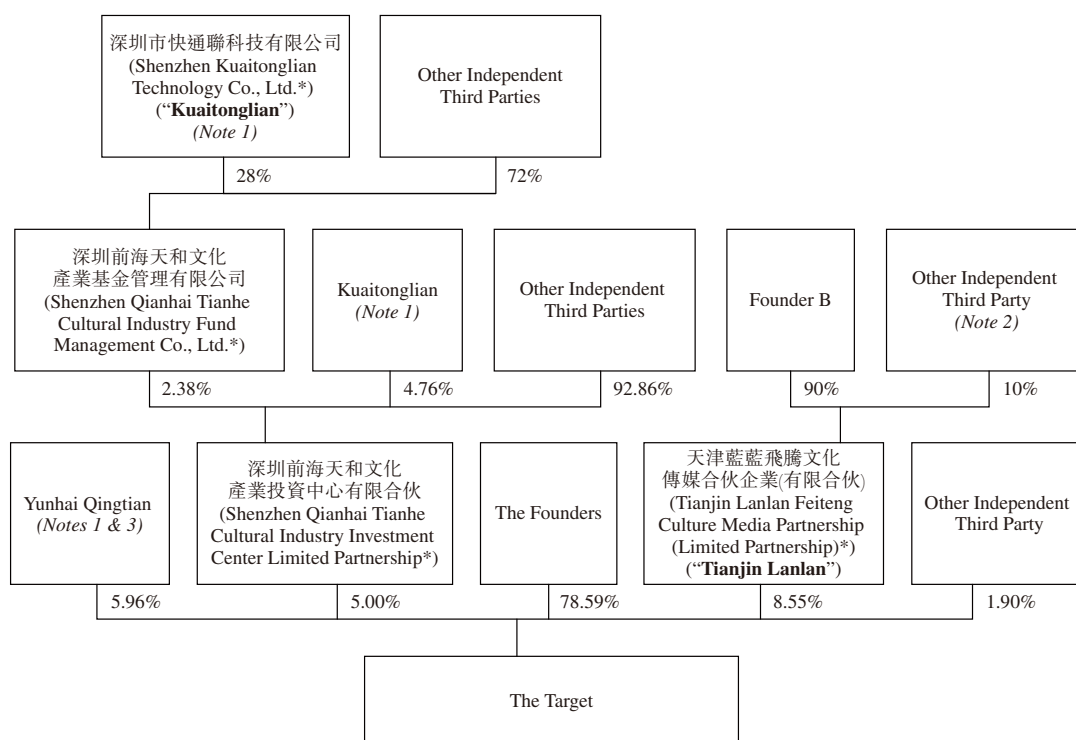 深圳市快通聯科技有限公司
(Shenzhen Kuaitonglian
Technology Co., Ltd.*)
(“Kuaitonglian”)
(Note 1)
Other Independent
Third Parties
28%
72%
深圳前海天和文化
產業基金管理有限公司
(Shenzhen Qianhai Tianhe
Cultural Industry Fund
Management Co., Ltd.*)
Kuaitonglian
(Note 1)
Other Independent
Third Parties
Founder B
Other Independent
Third Party
(Note 2)
2.38%
4.76%
92.86%
90%
10%
Yunhai Qingtian
(Notes 1 & 3)
深圳前海天和文化
產業投資中心有限合伙
(Shenzhen Qianhai Tianhe
Cultural Industry Investment
Center Limited Partnership*)
The Founders
天津藍藍飛騰文化
傳媒合伙企業(有限合伙)
(Tianjin Lanlan Feiteng
Culture Media Partnership
(Limited Partnership)*)
(“Tianjin Lanlan”)
Other Independent
Third Party
5.96%
5.00%
78.59%
8.55%
1.90%
The Target